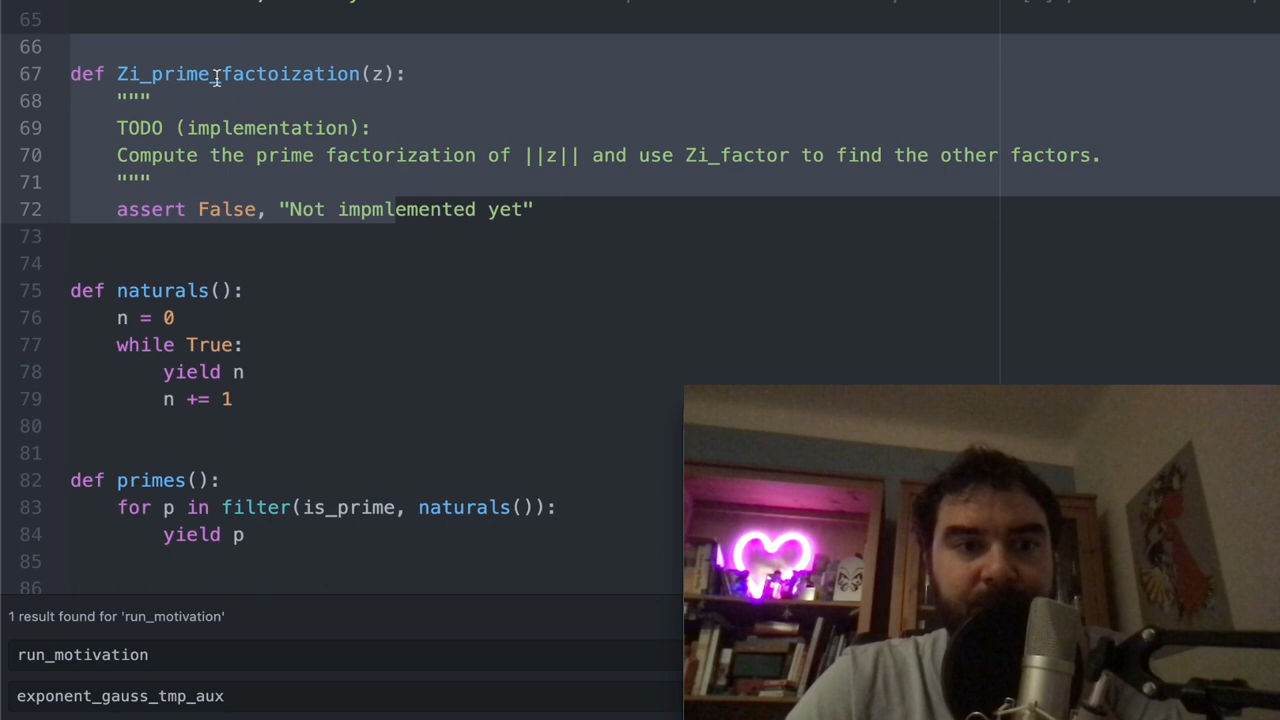 65
66
67 def Zi_prime_factoization(z):
68     """
69     TODO (implementation):
70     Compute the prime factorization of ||z|| and use Zi_factor to find the other factors.
71     """
72     assert False, "Not impmlemented yet"
73
74
75 def naturals():
76     n = 0
77     while True:
78         yield n
79         n += 1
80
81
82 def primes():
83     for p in filter(is_prime, naturals()):
84         yield p
85
86
1 result found for 'run_motivation'
run_motivation
exponent_gauss_tmp_aux